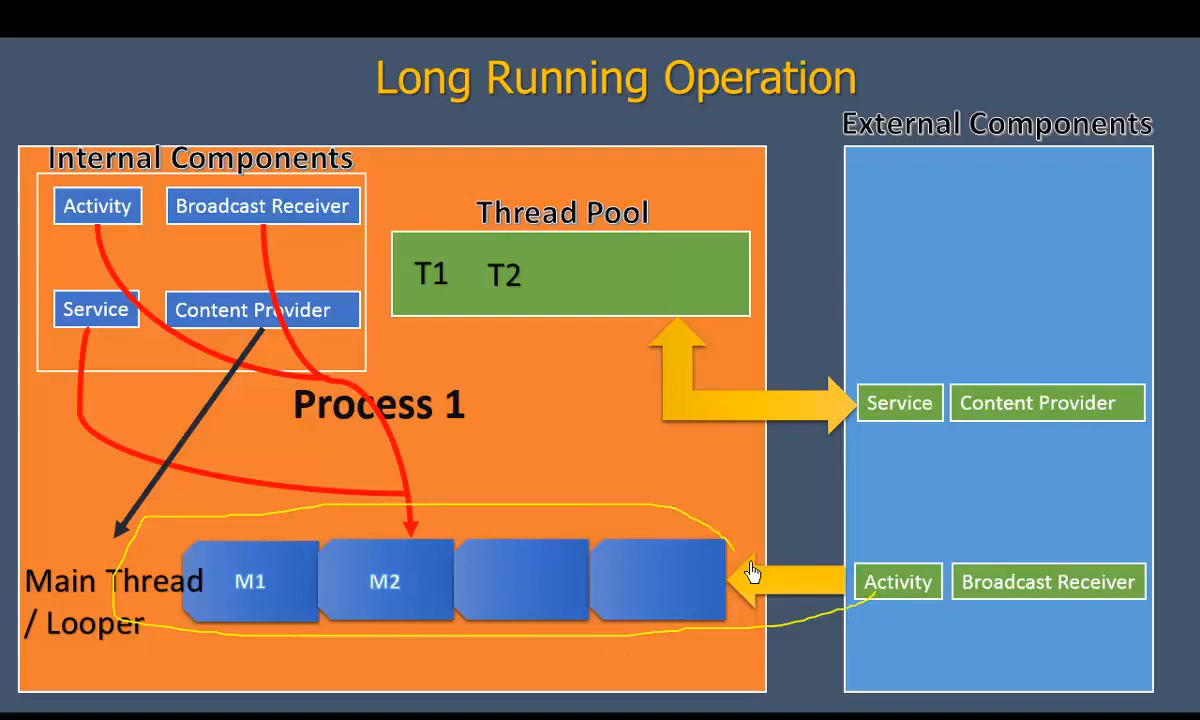 Long Running Operation
External Components
Internal Components
Activity
Broadcast Receiver
Thread Pool
T1 T2
Service
Content Provider
Process 1
Service
Content Provider
Main Thread
/ Looper
M1
M2
Activity
Broadcast Receiver